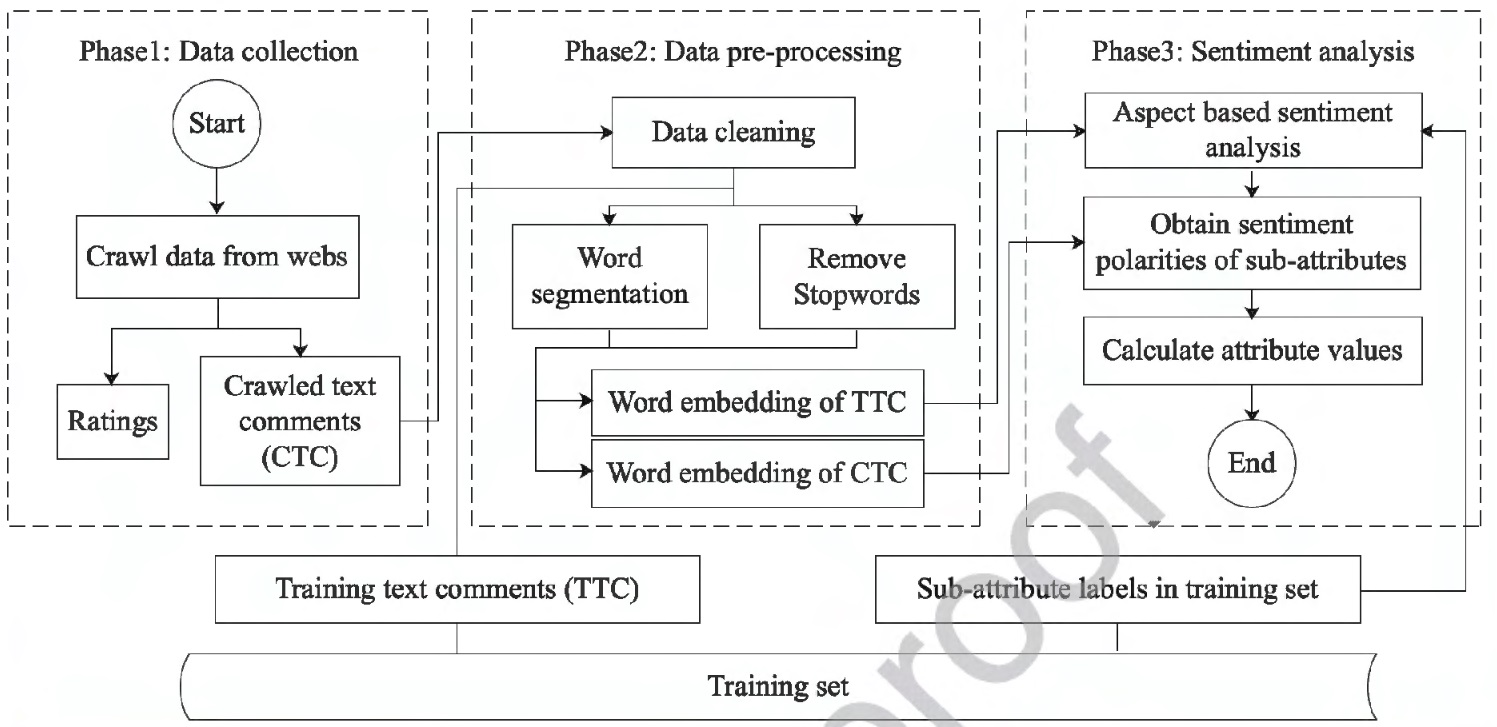 Phase1: Data collection
Start
Crawl data from webs
Ratings
Crawled text
comments
(CTC)
Phase2: Data pre-processing
Data cleaning
Word
segmentation
Remove
Stopwords
Word embedding of TTC
Word embedding of CTC
Phase3: Sentiment analysis
Aspect based sentiment
analysis
Obtain sentiment
polarities of sub-attributes
Calculate attribute values
End
Training text comments (TTC)
Sub-attribute labels in training set
Training set
proof